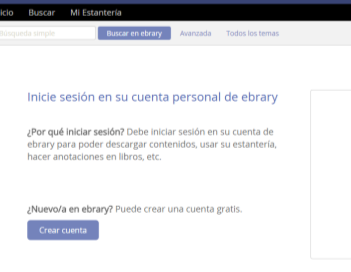 icio Buscar Mi Estantería
Búsqueda simple Buscar en ebrary Avanzada Todos los temas
Inicie sesión en su cuenta personal de ebrary
¿Por qué iniciar sesión? Debe iniciar sesión en su cuenta de
ebrary para poder descargar contenidos, usar su estantería,
hacer anotaciones en libros, etc.
¿Nuevo/a en ebrary? Puede crear una cuenta gratis.
Crear cuenta